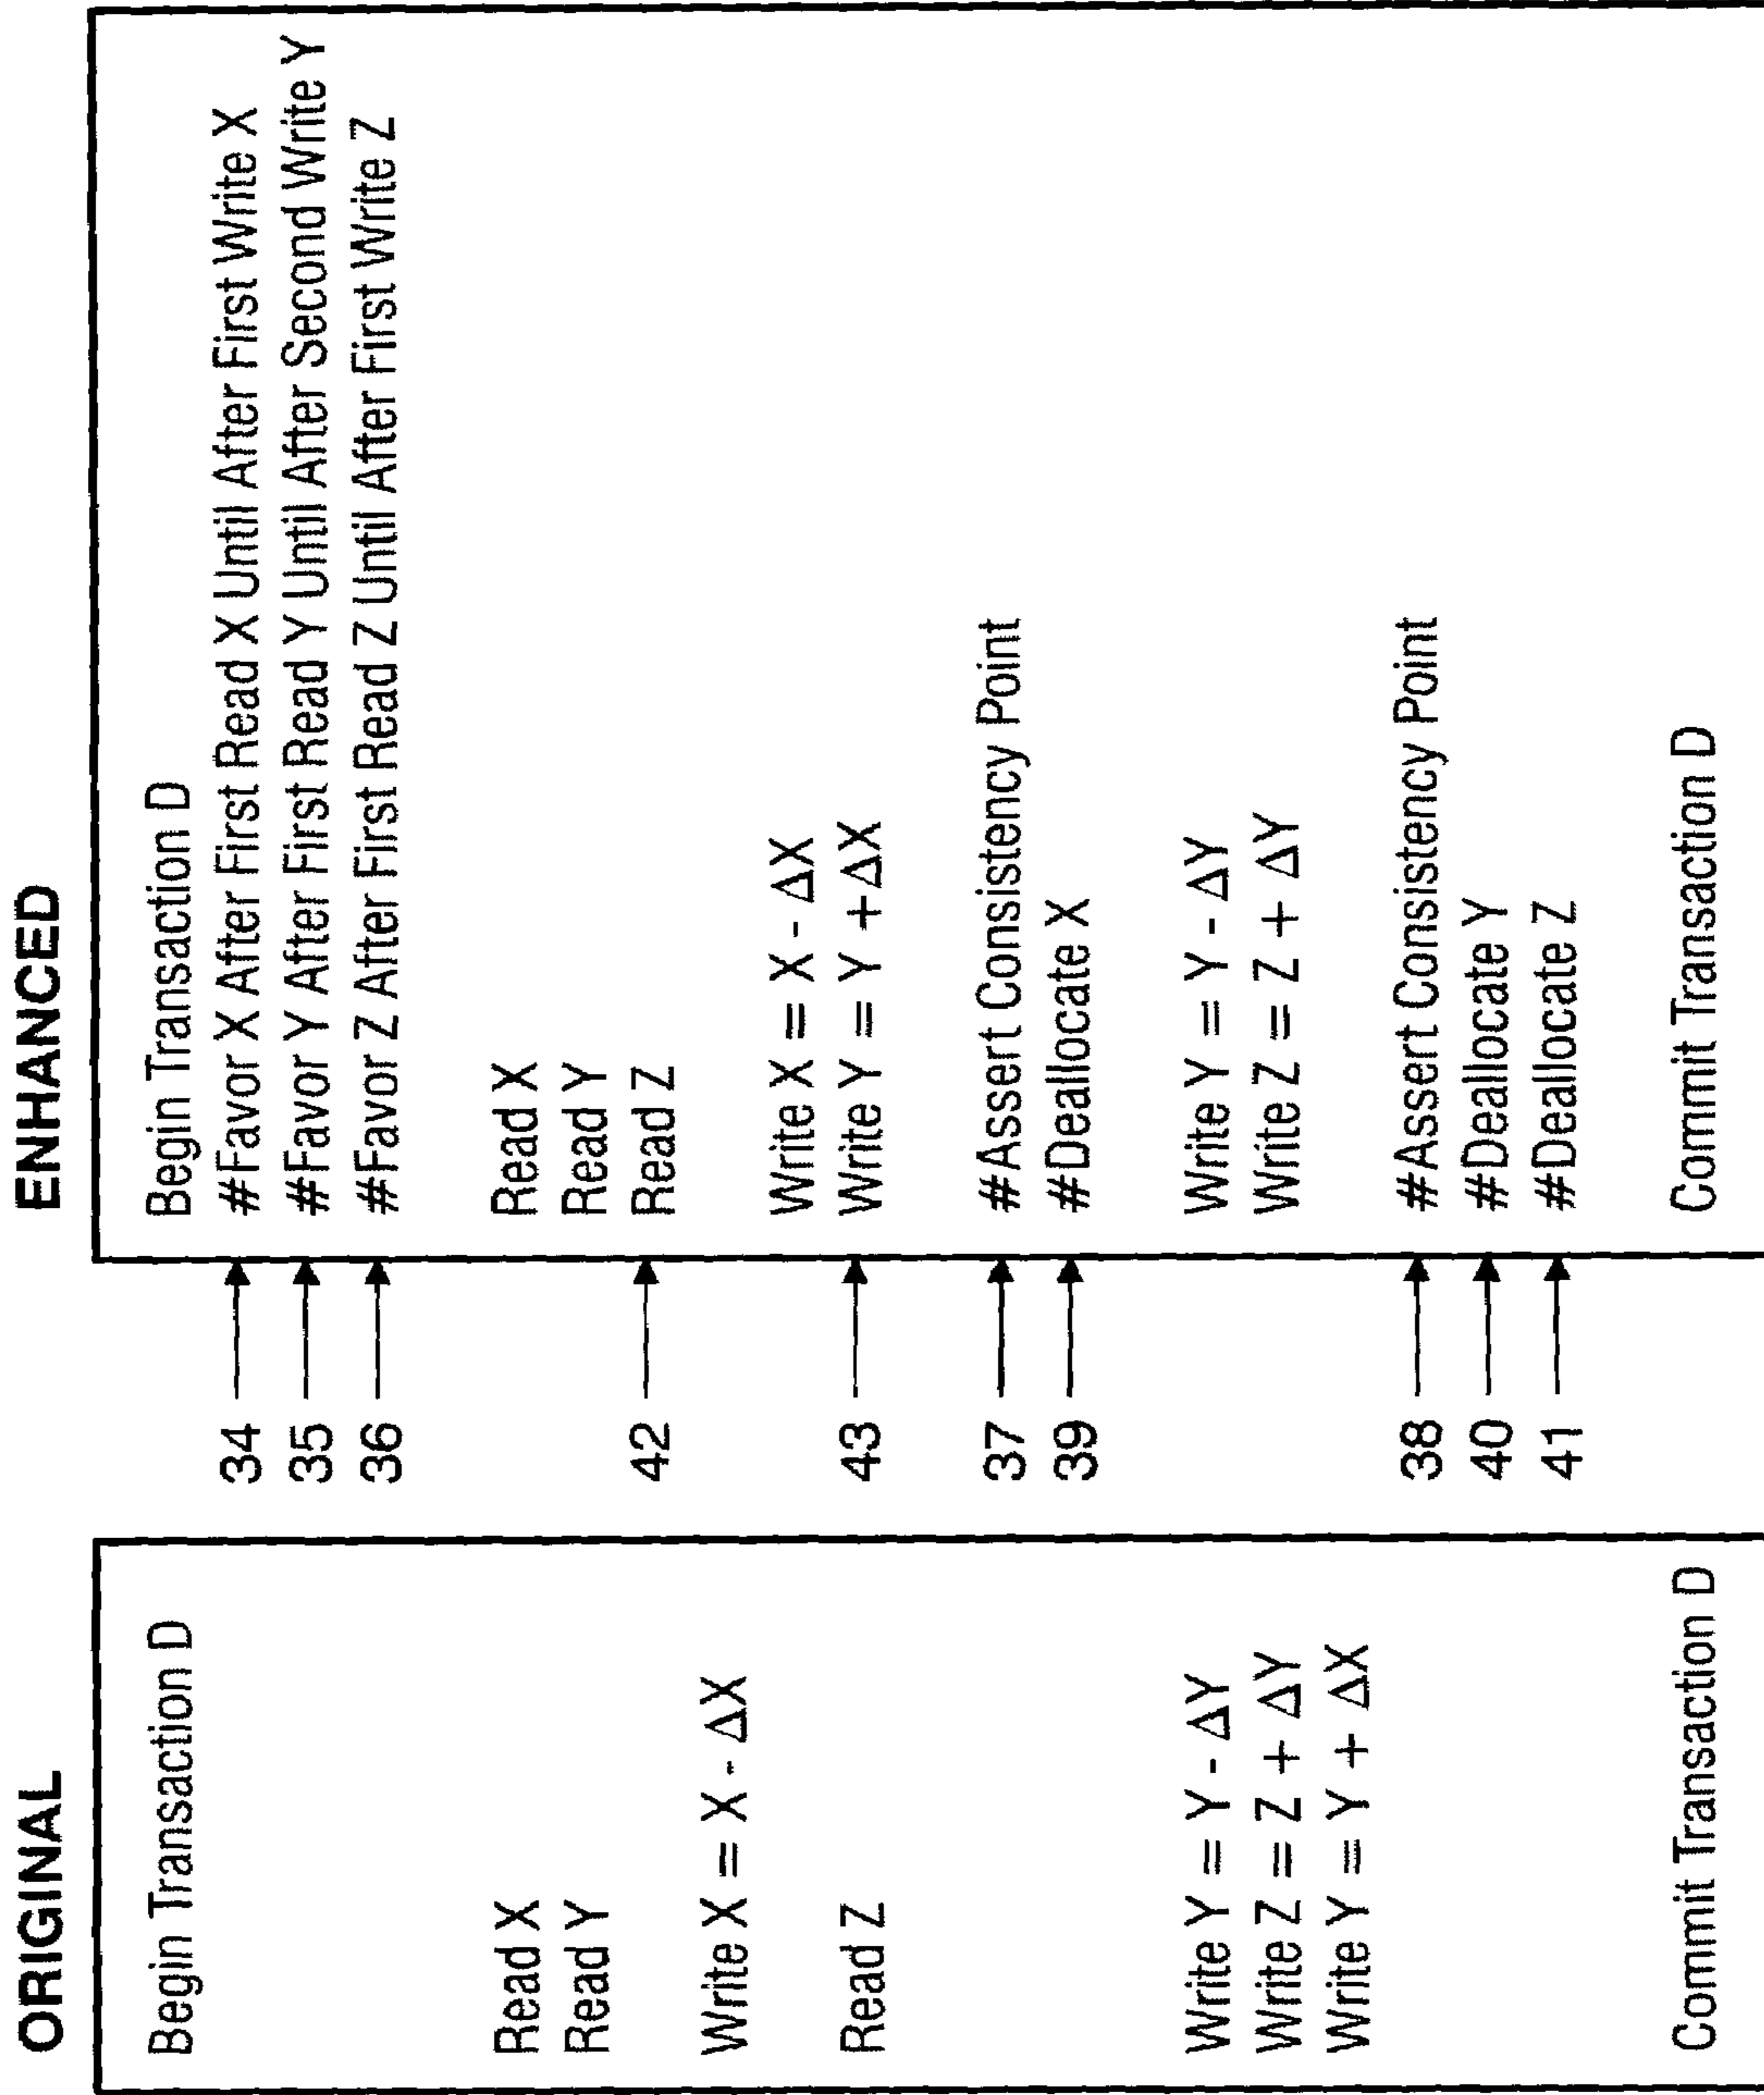 ORIGINAL
Begin Transaction D
Read X
Read Y
Write X = X - ΔX
Read Z
Write Y = Y - ΔY
Write Z = Z + ΔY
Write Y = Y + ΔX
Commit Transaction D
ENHANCED
Begin Transaction D
34 #Favor X After First Read X Until After First Write X
35 #Favor Y After First Read Y Until After Second Write Y
36 #Favor Z After First Read Z Until After First Write Z
Read X
Read Y
42 Read Z
Write X = X - ΔX
43 Write Y = Y + ΔX
37 #Assert Consistency Point
39 #Deallocate X
Write Y = Y - ΔY
Write Z = Z + ΔY
38 #Assert Consistency Point
40 #Deallocate Y
41 #Deallocate Z
Commit Transaction D